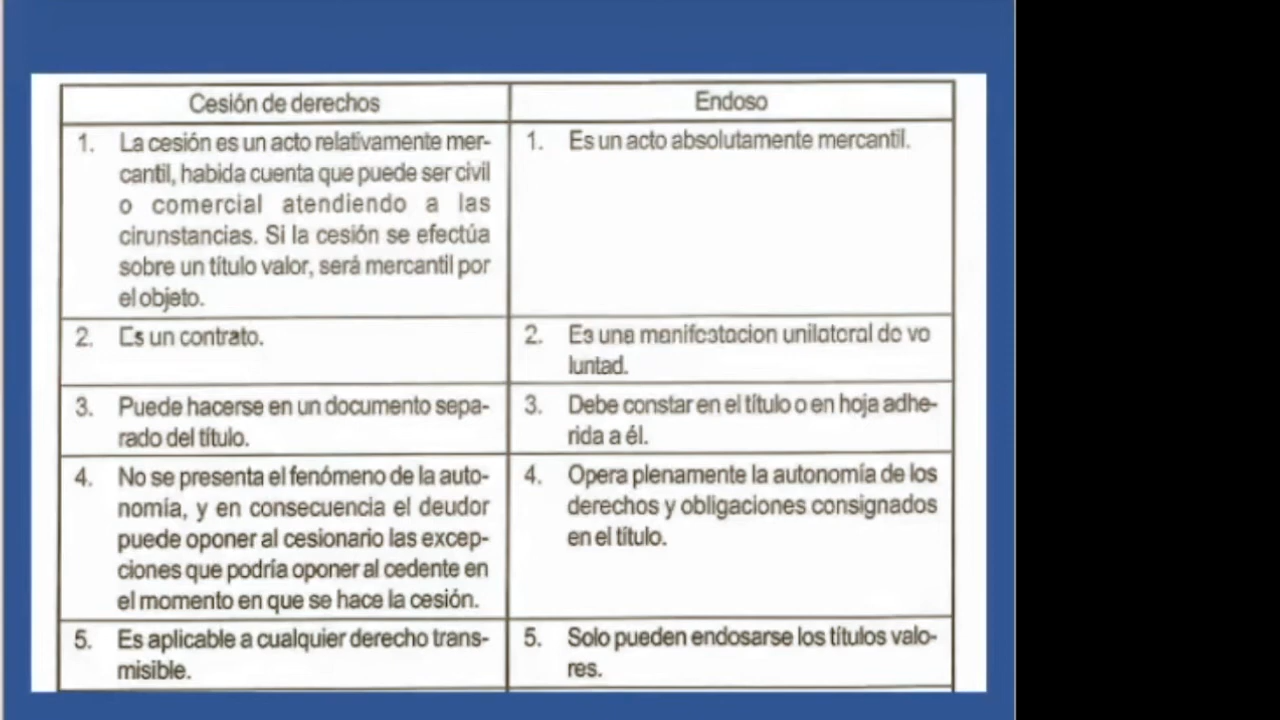 Cesión de derechos
Endoso
1. La cesión es un acto relativamente mer-
cantil, habida cuenta que puede ser civil
o comercial atendiendo a las
cirunstancias. Si la cesión se efectúa
sobre un título valor, será mercantil por
el objeto.
1. Es un acto absolutamente mercantil.
2. Es un contrato.
2. Es una manifestacion unilateral de vo
luntad.
3. Puede hacerse en un documento sepa-
rado del título.
3. Debe constar en el título o en hoja adhe-
rida a él.
4. No se presenta el fenómeno de la auto-
nomía, y en consecuencia el deudor
puede oponer al cesionario las excep-
ciones que podría oponer al cedente en
el momento en que se hace la cesión.
4. Opera plenamente la autonomía de los
derechos y obligaciones consignados
en el título.
5. Es aplicable a cualquier derecho trans-
misible.
5. Solo pueden endosarse los títulos valo-
res.